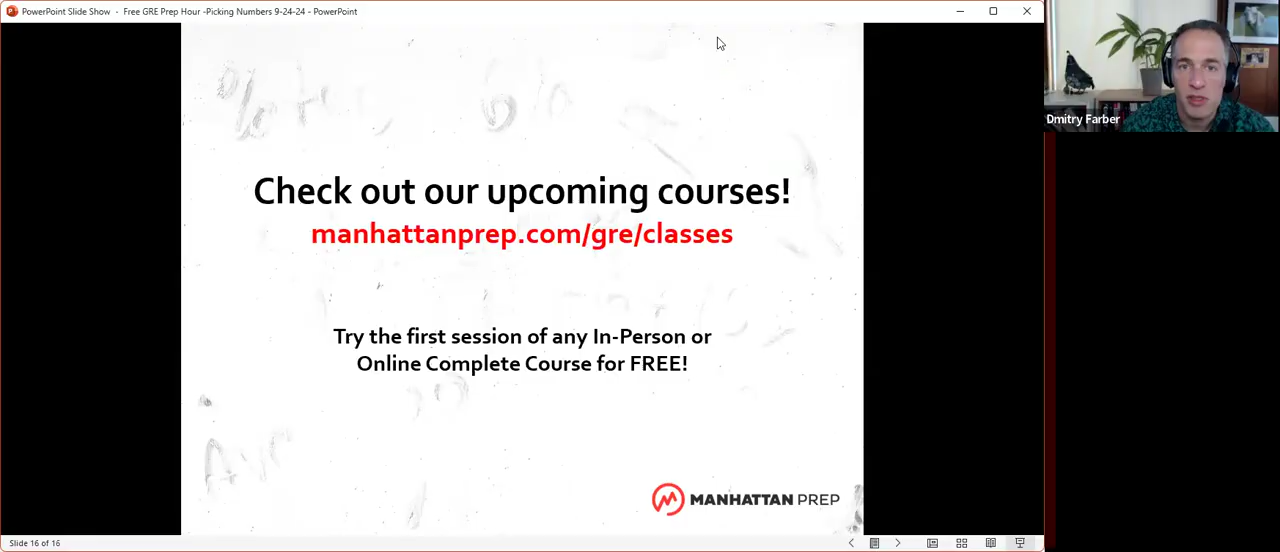 PowerPoint Slide Show - Free GRE Prep Hour -Picking Numbers 9-24-24 - PowerPoint
Dmitry Farber
Check out our upcoming courses!
manhattanprep.com/gre/classes
Try the first session of any In-Person or
Online Complete Course for FREE!
MANHATTAN PREP
Slide 16 of 16